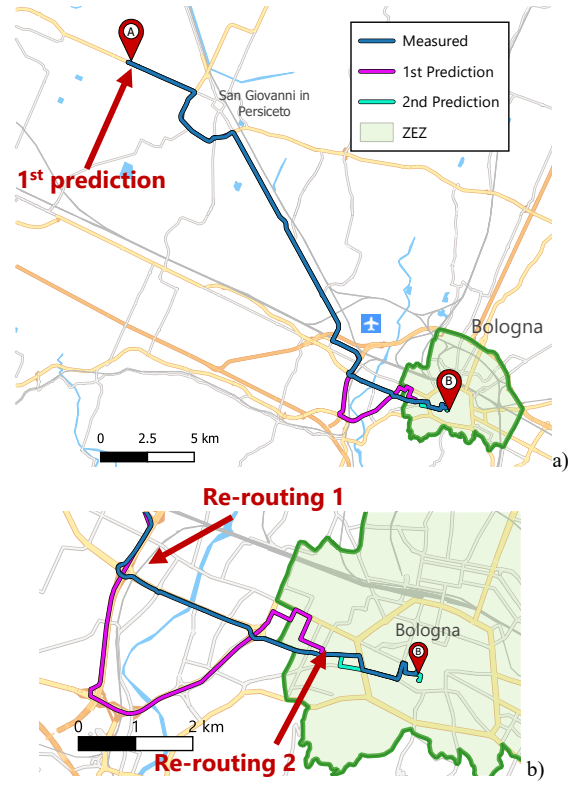 A
Measured
1st Prediction
2nd Prediction
ZEZ
San Giovanni in
Persiceto
1st prediction
Bologna
B
0 2.5 5 km
a)
Re-routing 1
Bologna
B
0 1 2 km
Re-routing 2
b)